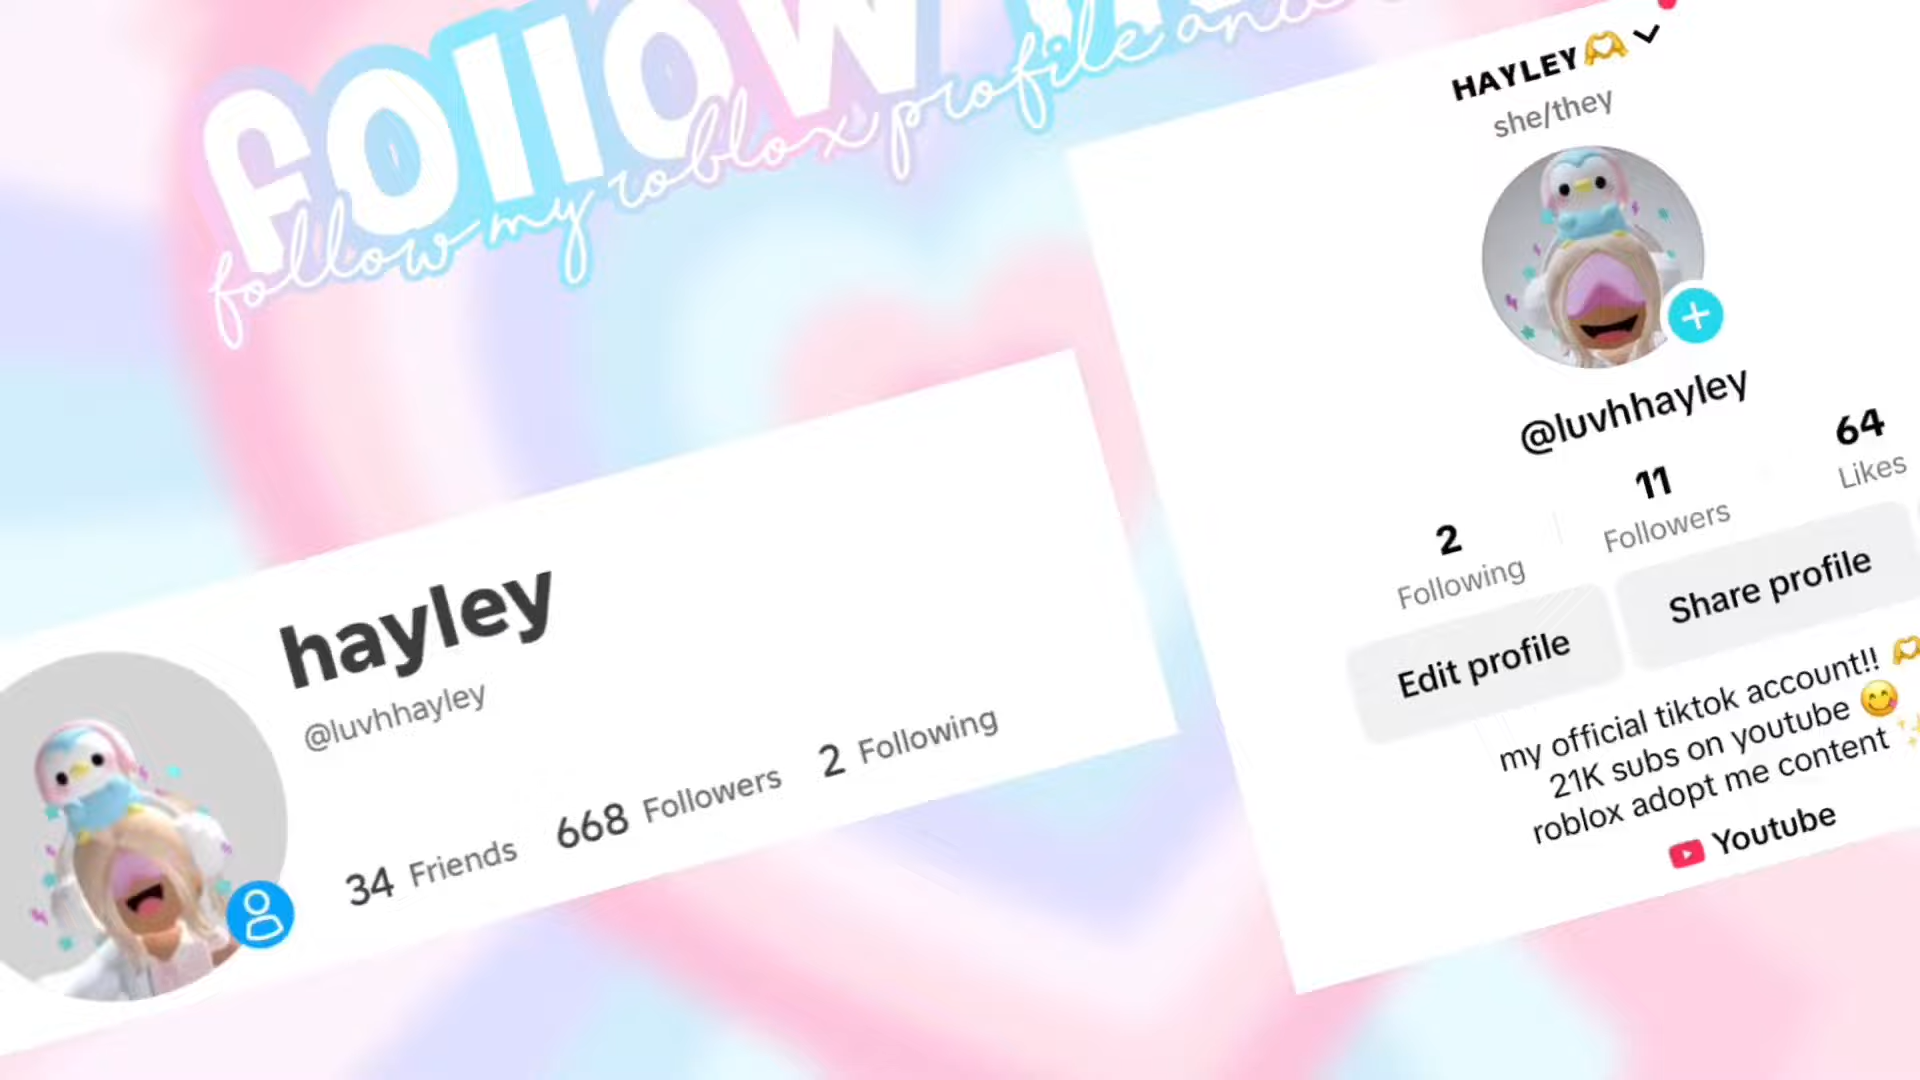 follow
follow my roblox profile and
hayley
@luvhhayley
34 Friends 668 Followers 2 Following
HAYLEY🫶
she/they
@luvhhayley
2 Following
11 Followers
64 Likes
Edit profile
Share profile
my official tiktok account!! 🫶
21K subs on youtube 😋
roblox adopt me content ✨
Youtube